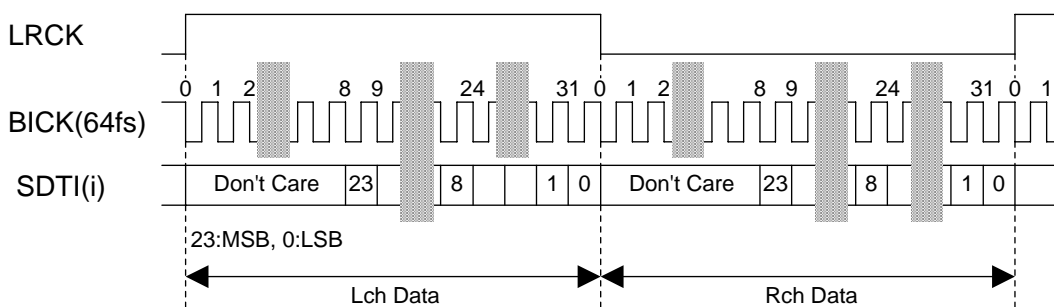 LRCK
0 1 2 8 9 24 31 0 1 2 8 9 24 31 0 1
BICK(64fs)
SDTI(i) Don't Care 23 8 1 0 Don't Care 23 8 1 0
23:MSB, 0:LSB
Lch Data Rch Data